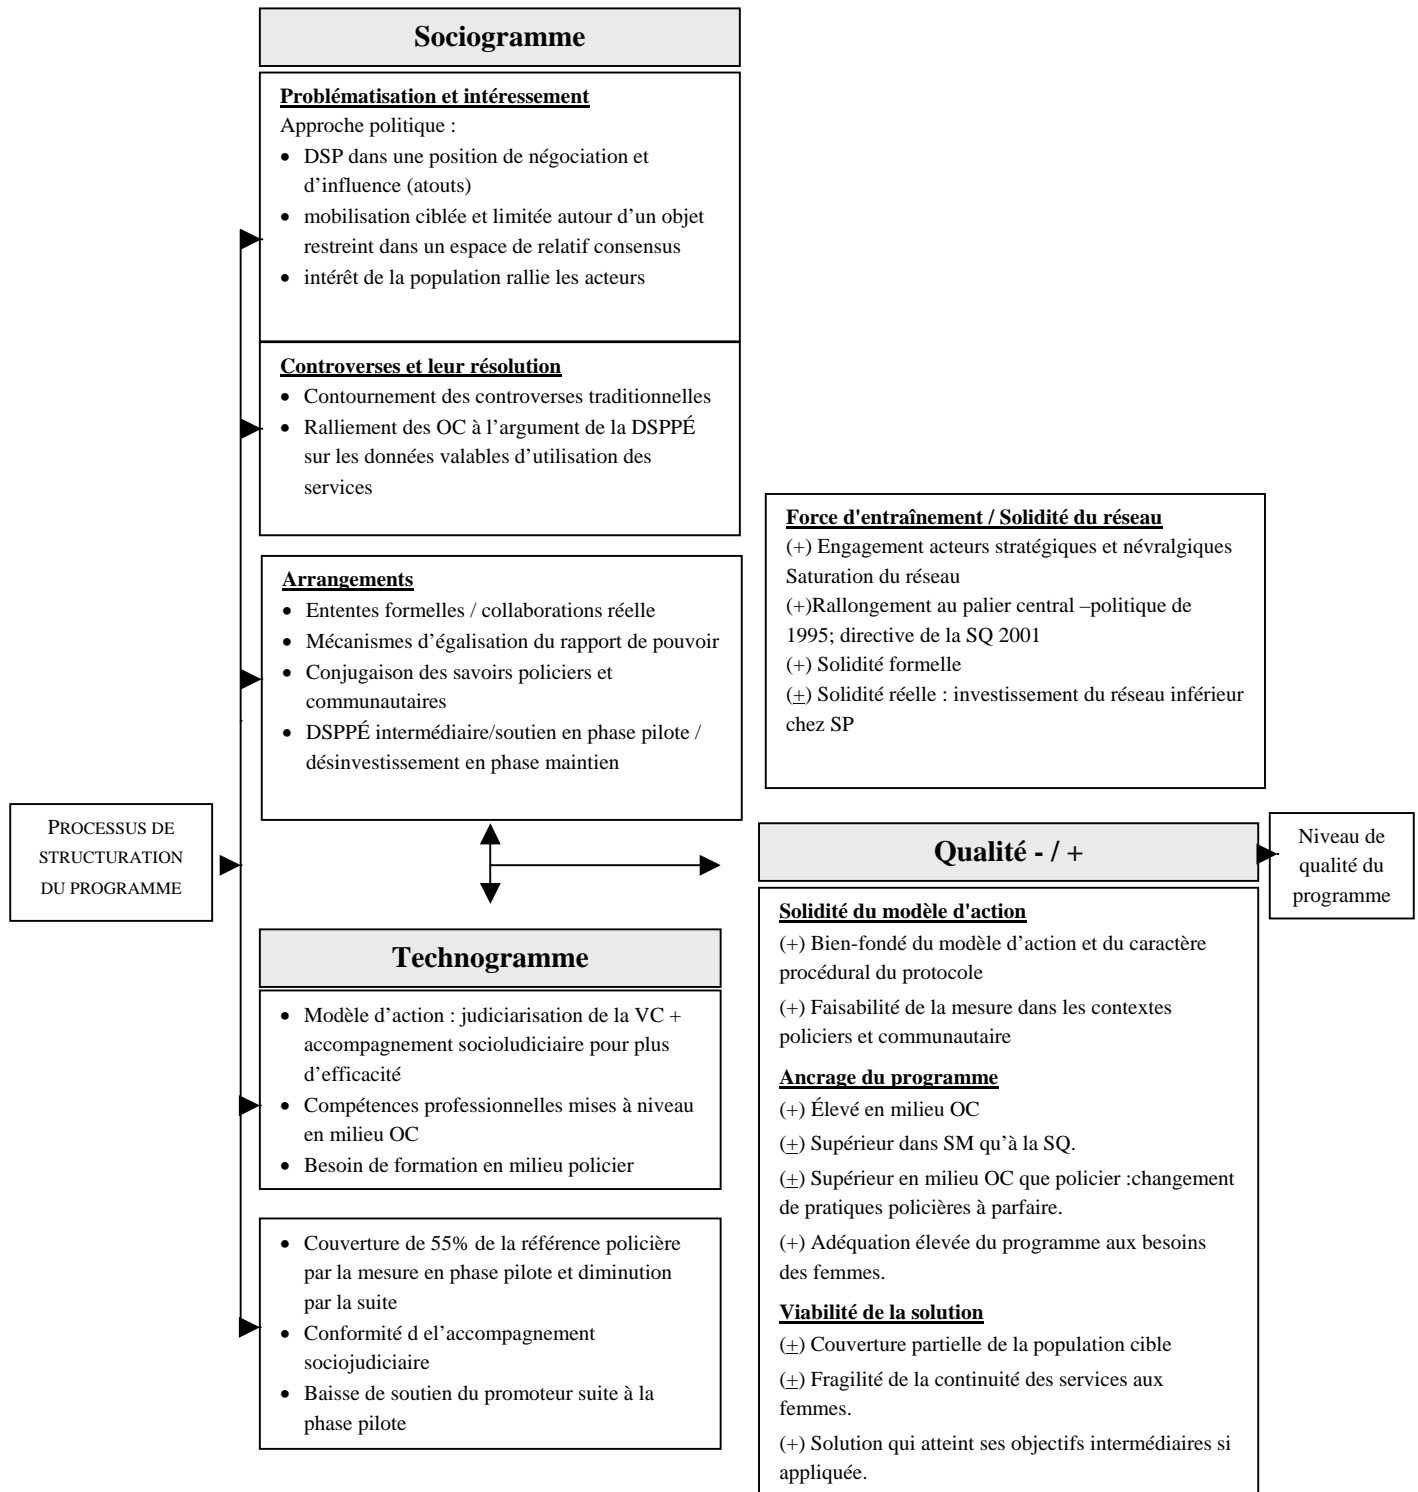 Sociogramme
Problématisation et intéressement
Approche politique :
• DSP dans une position de négociation et
d’influence (atouts)
• mobilisation ciblée et limitée autour d’un objet
restreint dans un espace de relatif consensus
• intérêt de la population rallie les acteurs
Controverses et leur résolution
• Contournement des controverses traditionnelles
• Ralliement des OC à l’argument de la DSPPÉ
sur les données valables d’utilisation des
services
Arrangements
• Ententes formelles / collaborations réelle
• Mécanismes d’égalisation du rapport de pouvoir
• Conjugaison des savoirs policiers et
communautaires
• DSPPÉ intermédiaire/soutien en phase pilote /
désinvestissement en phase maintien
Force d'entraînement / Solidité du réseau
(+) Engagement acteurs stratégiques et névralgiques
Saturation du réseau
(+)Rallongement au palier central –politique de
1995; directive de la SQ 2001
(+) Solidité formelle
(±) Solidité réelle : investissement du réseau inférieur
chez SP
PROCESSUS DE
STRUCTURATION
DU PROGRAMME
Technogramme
• Modèle d’action : judiciarisation de la VC +
accompagnement socioludiciaire pour plus
d’efficacité
• Compétences professionnelles mises à niveau
en milieu OC
• Besoin de formation en milieu policier
• Couverture de 55% de la référence policière
par la mesure en phase pilote et diminution
par la suite
• Conformité d el’accompagnement
sociojudiciaire
• Baisse de soutien du promoteur suite à la
phase pilote
Qualité - / +
Solidité du modèle d'action
(+) Bien-fondé du modèle d’action et du caractère
procédural du protocole
(+) Faisabilité de la mesure dans les contextes
policiers et communautaire
Ancrage du programme
(+) Élevé en milieu OC
(±) Supérieur dans SM qu’à la SQ.
(±) Supérieur en milieu OC que policier :changement
de pratiques policières à parfaire.
(+) Adéquation élevée du programme aux besoins
des femmes.
Viabilité de la solution
(±) Couverture partielle de la population cible
(±) Fragilité de la continuité des services aux
femmes.
(+) Solution qui atteint ses objectifs intermédiaires si
appliquée.
Niveau de
qualité du
programme